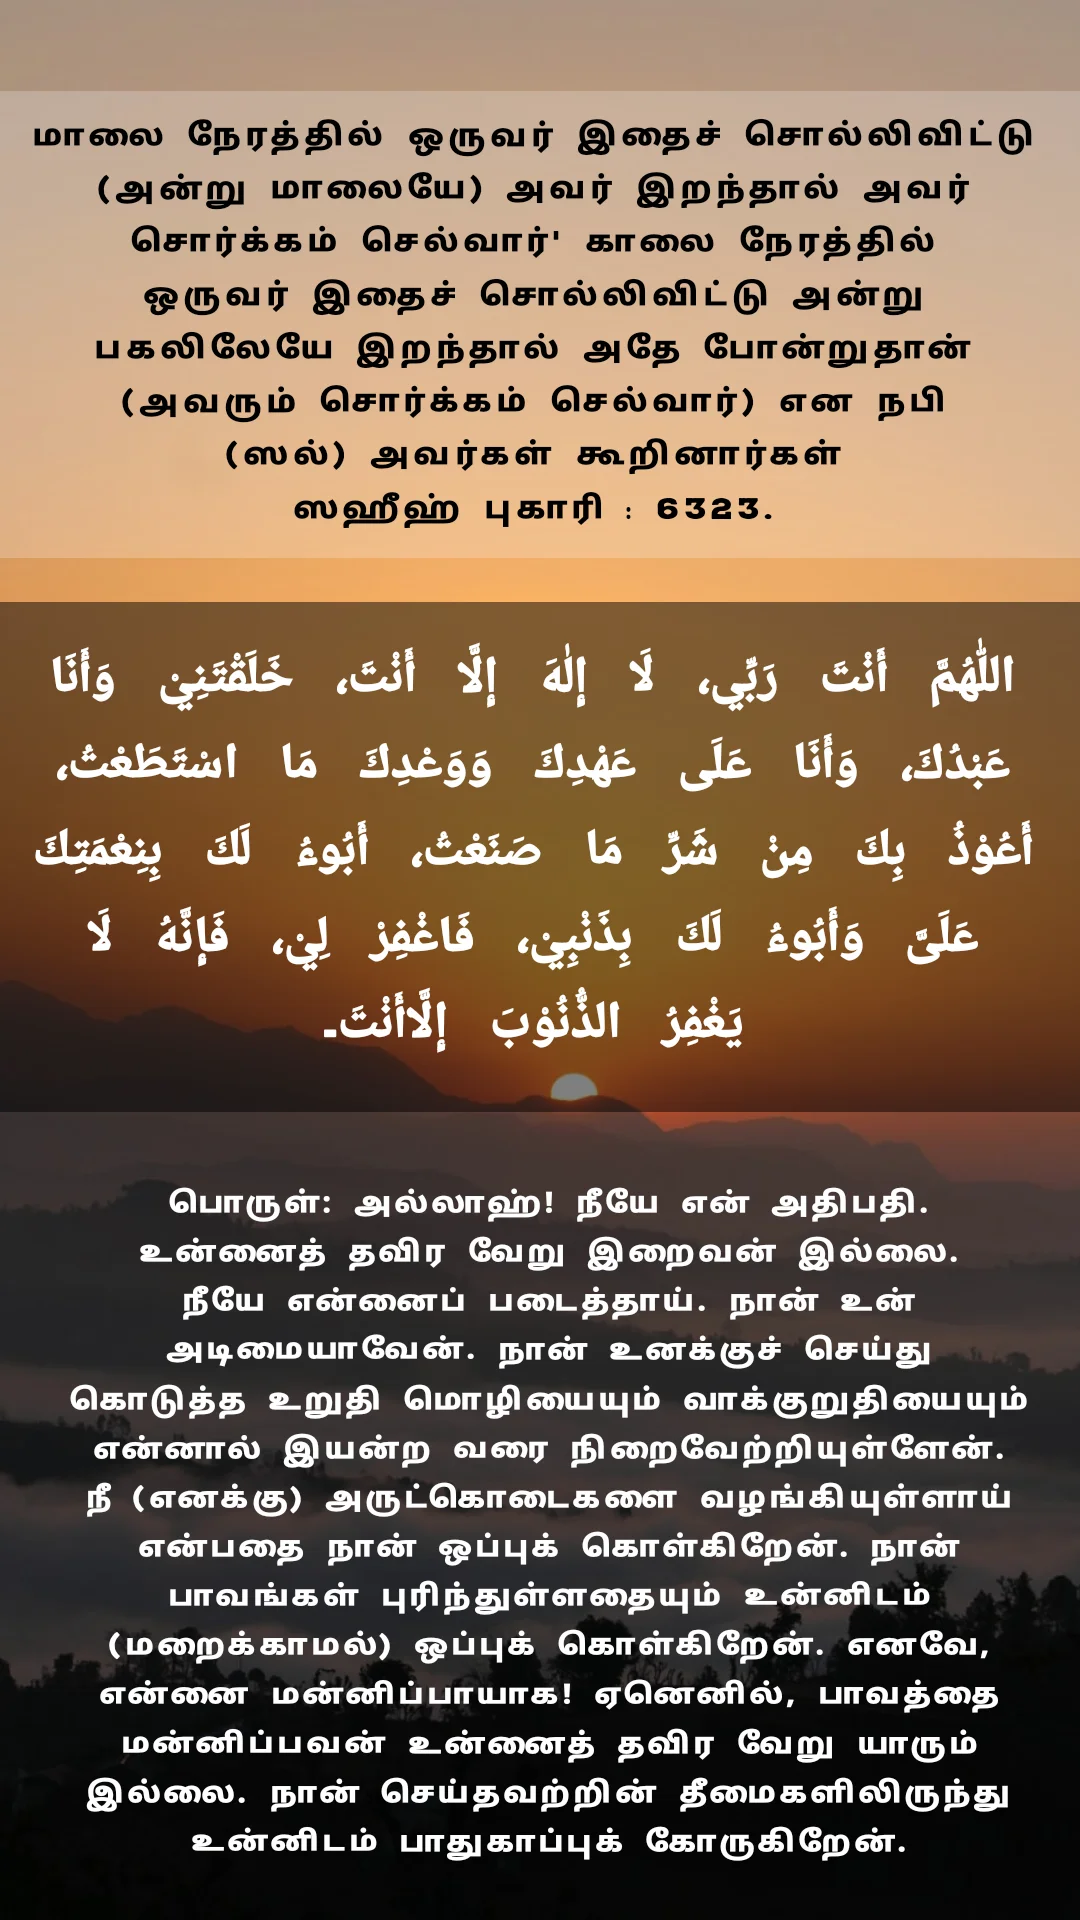 மாலை நேரத்தில் ஒருவர் இதைச் சொல்லிவிட்டு
(அன்று மாலையே) அவர் இறந்தால் அவர்
சொர்க்கம் செல்வார்' காலை நேரத்தில்
ஒருவர் இதைச் சொல்லிவிட்டு அன்று
பகலிலேயே இறந்தால் அதே போன்றுதான்
(அவரும் சொர்க்கம் செல்வார்) என நபி
(ஸல்) அவர்கள் கூறினார்கள்
ஸஹீஹ் புகாரி : 6323.
اللّٰهُمَّ أَنْتَ رَبِّي، لَا إِلٰهَ إِلَّا أَنْتَ، خَلَقْتَنِيْ وَأَنَا
عَبْدُكَ، وَأَنَا عَلَى عَهْدِكَ وَوَعْدِكَ مَا اسْتَطَعْتُ،
أَعُوْذُ بِكَ مِنْ شَرِّ مَا صَنَعْتُ، أَبُوءُ لَكَ بِنِعْمَتِكَ
عَلَىَّ وَأَبُوءُ لَكَ بِذَنْبِيْ، فَاغْفِرْ لِيْ، فَإِنَّهُ لَا
يَغْفِرُ الذُّنُوْبَ إِلَّاأَنْتَ۔
பொருள்: அல்லாஹ்! நீயே என் அதிபதி.
உன்னைத் தவிர வேறு இறைவன் இல்லை.
நீயே என்னைப் படைத்தாய். நான் உன்
அடிமையாவேன். நான் உனக்குச் செய்து
கொடுத்த உறுதி மொழியையும் வாக்குறுதியையும்
என்னால் இயன்ற வரை நிறைவேற்றியுள்ளேன்.
நீ (எனக்கு) அருட்கொடைகளை வழங்கியுள்ளாய்
என்பதை நான் ஒப்புக் கொள்கிறேன். நான்
பாவங்கள் புரிந்துள்ளதையும் உன்னிடம்
(மறைக்காமல்) ஒப்புக் கொள்கிறேன். எனவே,
என்னை மன்னிப்பாயாக! ஏனெனில், பாவத்தை
மன்னிப்பவன் உன்னைத் தவிர வேறு யாரும்
இல்லை. நான் செய்தவற்றின் தீமைகளிலிருந்து
உன்னிடம் பாதுகாப்புக் கோருகிறேன்.